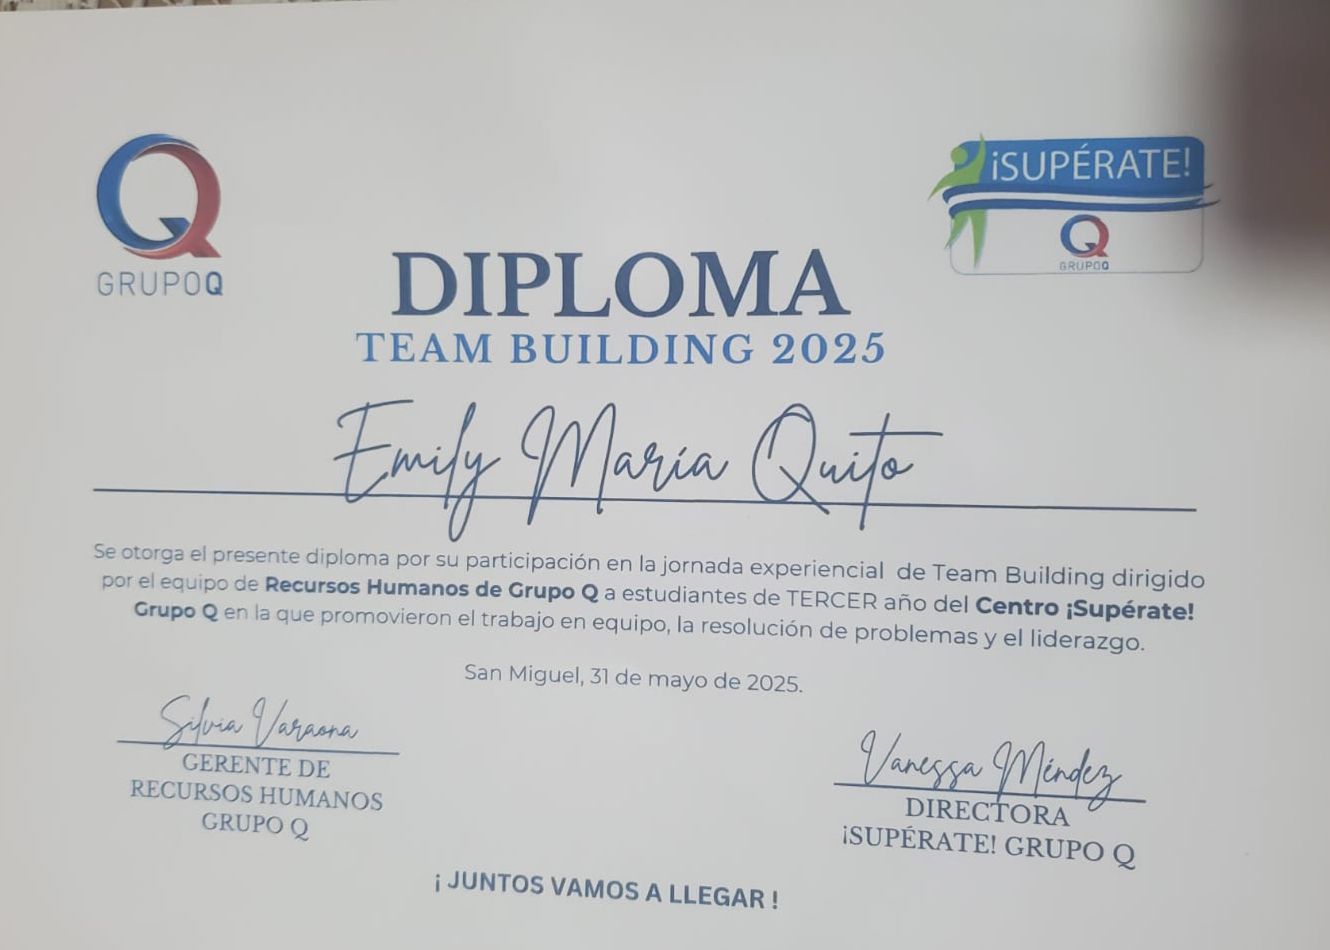 GRUPOQ
¡SUPÉRATE!
GRUPOQ
DIPLOMA
TEAM BUILDING 2025
Emily María Quito
Se otorga el presente diploma por su participación en la jornada experiencial de Team Building dirigido
por el equipo de Recursos Humanos de Grupo Q a estudiantes de TERCER año del Centro ¡Supérate!
Grupo Q en la que promovieron el trabajo en equipo, la resolución de problemas y el liderazgo.
San Miguel, 31 de mayo de 2025.
Silvia Varaona
GERENTE DE
RECURSOS HUMANOS
GRUPO Q
Vanessa Méndez
DIRECTORA
¡SUPÉRATE! GRUPO Q
¡ JUNTOS VAMOS A LLEGAR !